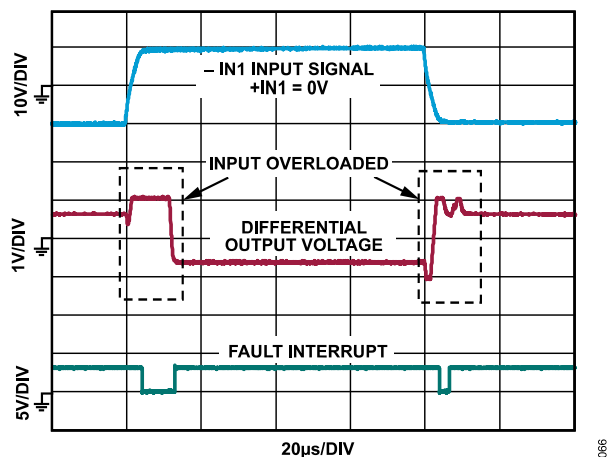 10V/DIV
– IN1 INPUT SIGNAL
+IN1 = 0V
INPUT OVERLOADED
1V/DIV
DIFFERENTIAL
OUTPUT VOLTAGE
FAULT INTERRUPT
5V/DIV
20µs/DIV
066